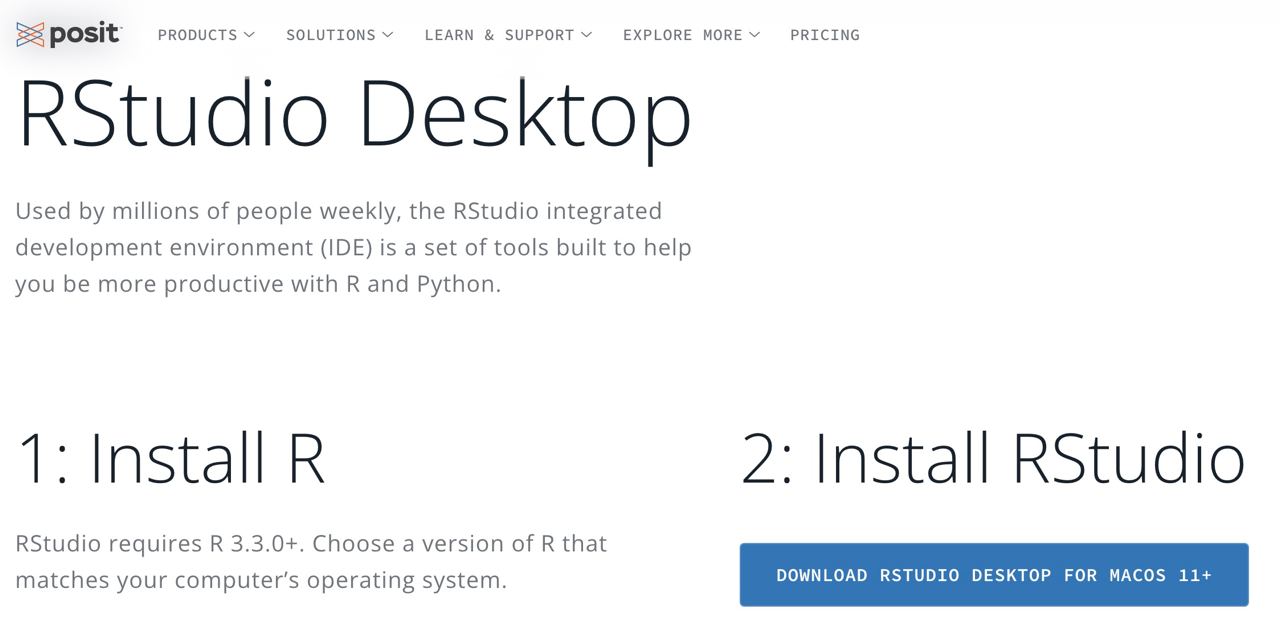 posit
PRODUCTS
SOLUTIONS
LEARN & SUPPORT
EXPLORE MORE
PRICING
RStudio Desktop
Used by millions of people weekly, the RStudio integrated
development environment (IDE) is a set of tools built to help
you be more productive with R and Python.
1: Install R
RStudio requires R 3.3.0+. Choose a version of R that
matches your computer’s operating system.
2: Install RStudio
DOWNLOAD RSTUDIO DESKTOP FOR MACOS 11+